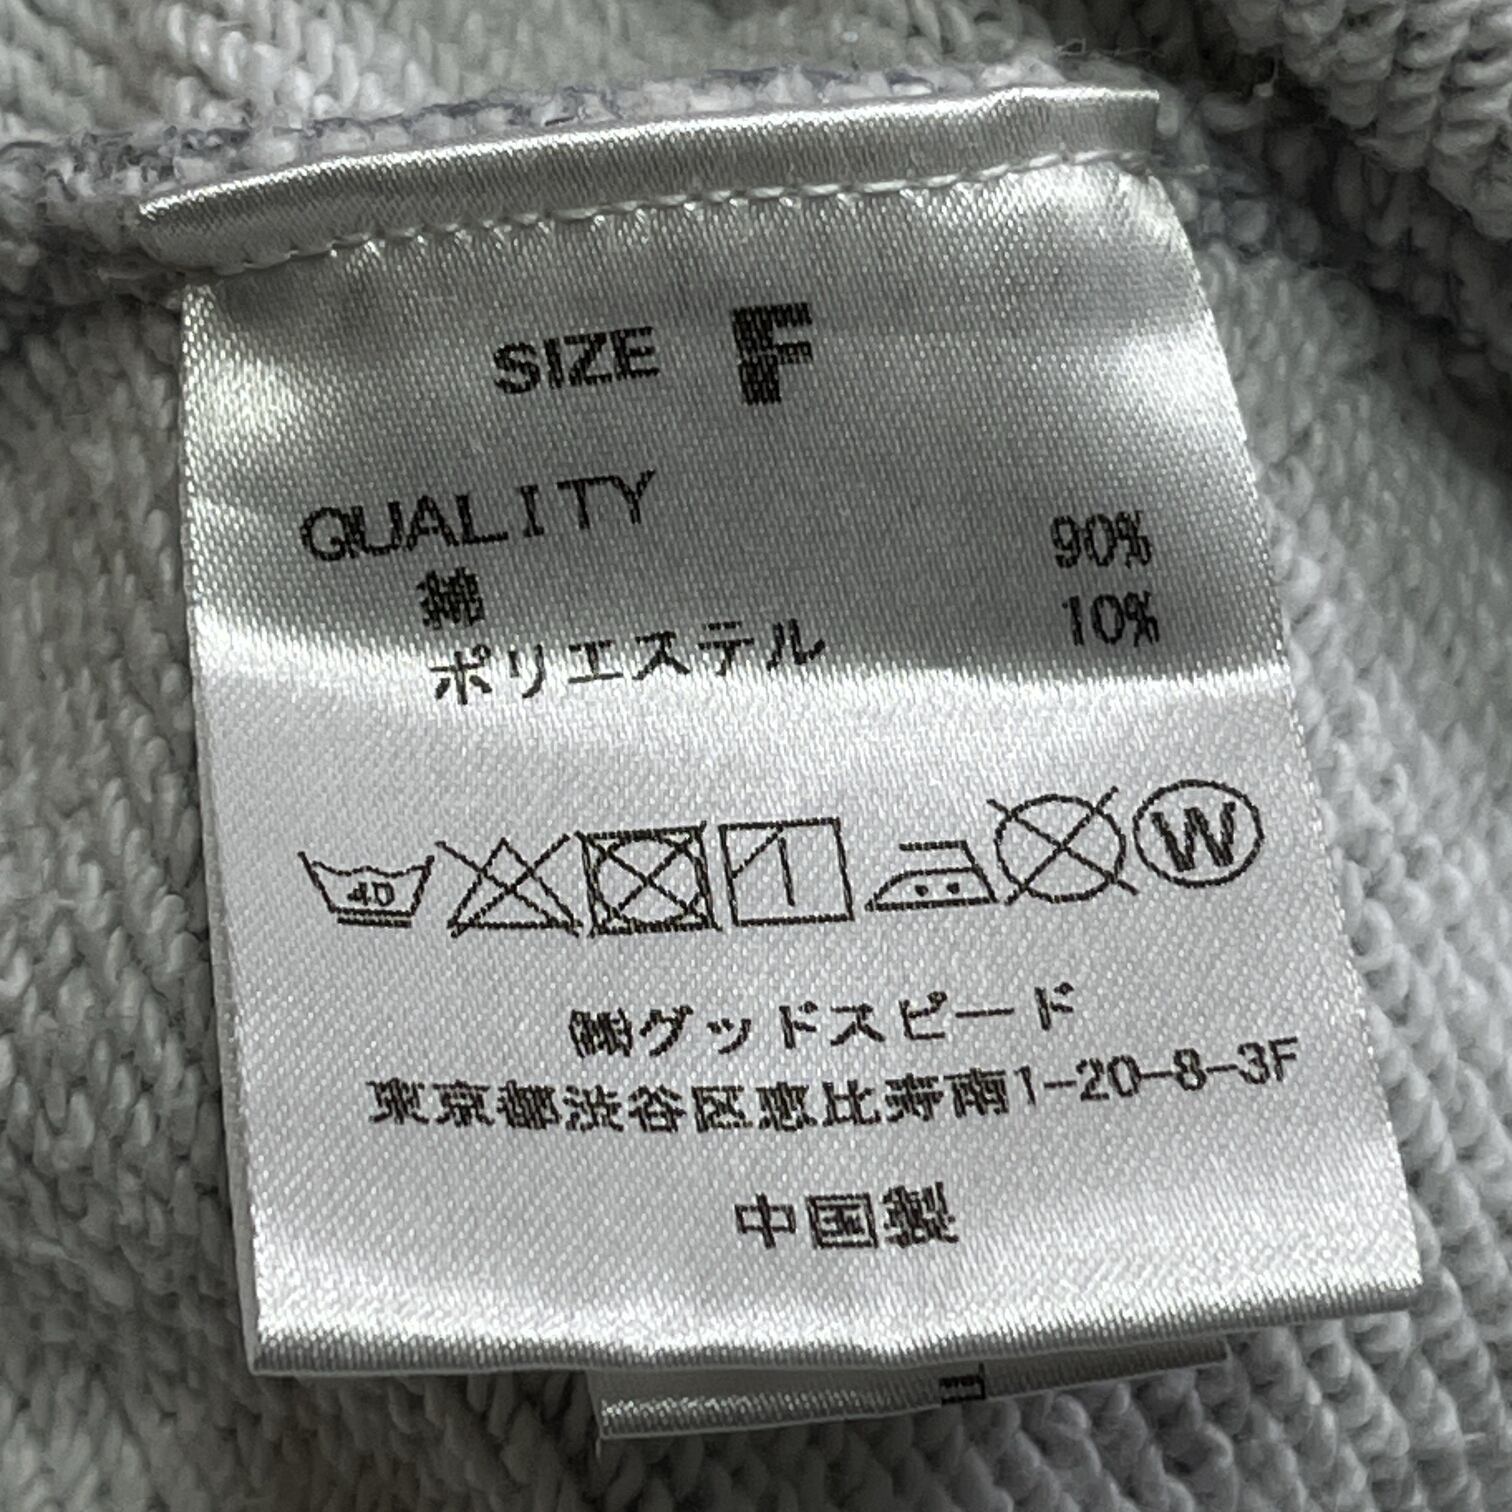 SIZE F
QUALITY
綿 90%
ポリエステル 10%
40
W
㈱グッドスピード
東京都渋谷区恵比寿南1-20-8-3F
中国製